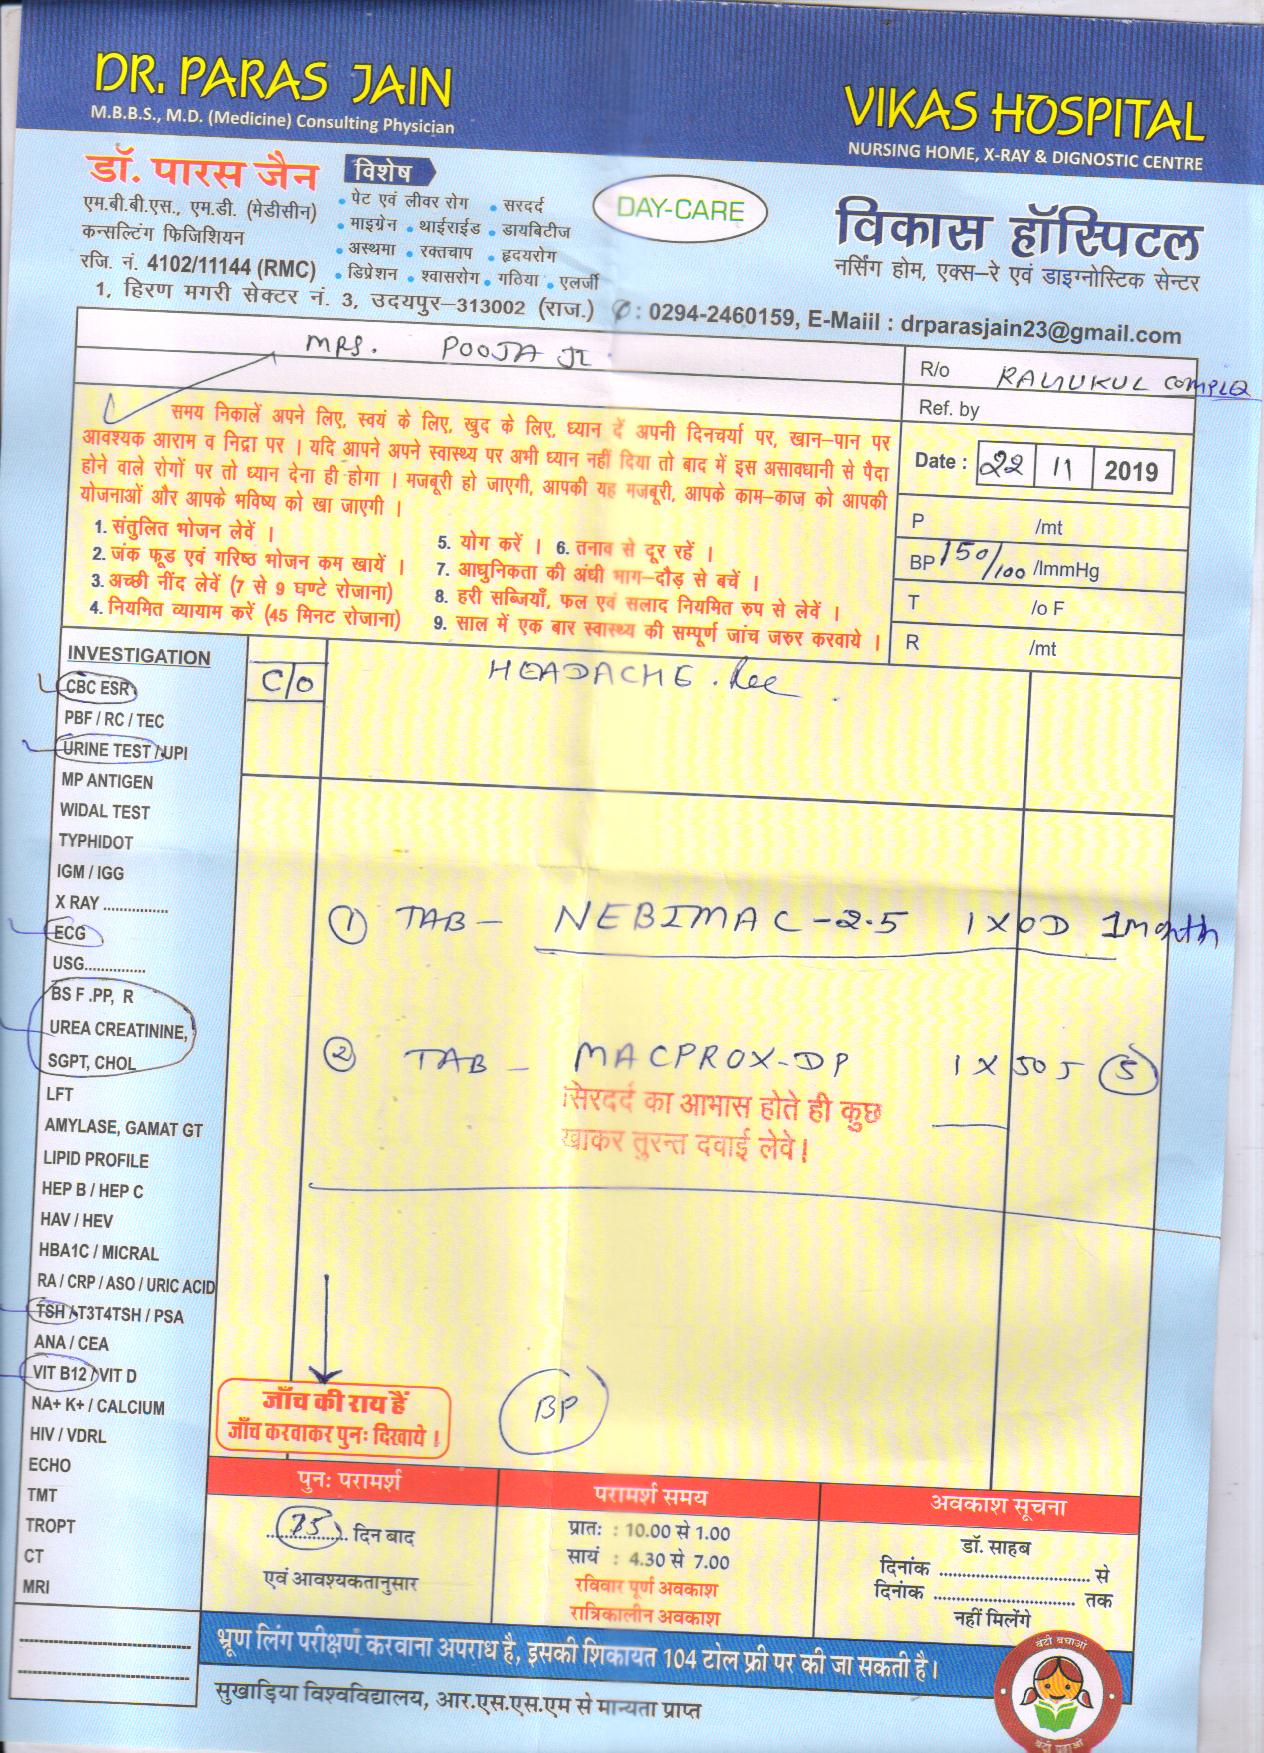 DR. PARAS JAIN
M.B.B.S., M.D. (Medicine) Consulting Physician
VIKAS HOSPITAL
NURSING HOME, X-RAY & DIGNOSTIC CENTRE
डॉ. पारस जैन
एम.बी.बी.एस., एम.डी. (मेडीसीन)
कन्सल्टिंग फिजिशियन
रजि. नं. 4102/11144 (RMC)
विशेष
• पेट एवं लीवर रोग • सरदर्द
• माइग्रेन • थाईराईड • डायबिटीज
• अस्थमा • रक्तचाप • हृदयरोग
• डिप्रेशन • श्वासरोग • गठिया • एलर्जी
DAY-CARE
विकास हॉस्पिटल
नर्सिंग होम, एक्स-रे एवं डाइग्नोस्टिक सेन्टर
1, हिरण मगरी सेक्टर नं. 3, उदयपुर-313002 (राज.) ✆ : 0294-2460159, E-Maiil : drparasjain23@gmail.com
MRS. POOJA JI
R/o COMPLEX
Ref. by
Date : 22 11 2019
P /mt
BP 150/100 /lmmHg
T /o F
R /mt
समय निकालें अपने लिए, स्वयं के लिए, खुद के लिए, ध्यान दें अपनी दिनचर्या पर, खान-पान पर
आवश्यक आराम व निद्रा पर । यदि आपने अपने स्वास्थ्य पर अभी ध्यान नहीं दिया तो बाद में इस असावधानी से पैदा
होने वाले रोगों पर तो ध्यान देना ही होगा । मजबूरी हो जाएगी, आपकी यह मजबूरी, आपके काम-काज को आपकी
योजनाओं और आपके भविष्य को खा जाएगी ।
1. संतुलित भोजन लेवें ।
2. जंक फूड एवं गरिष्ठ भोजन कम खायें ।
3. अच्छी नींद लेवें (7 से 9 घण्टे रोजाना)
4. नियमित व्यायाम करें (45 मिनट रोजाना)
5. योग करें । 6. तनाव से दूर रहें ।
7. आधुनिकता की अंधी भाग-दौड़ से बचें ।
8. हरी सब्जियाँ, फल एवं सलाद नियमित रुप से लेवें ।
9. साल में एक बार स्वास्थ्य की सम्पूर्ण जांच जरुर करवाये ।
INVESTIGATION
CBC ESR
PBF / RC / TEC
URINE TEST / UPI
MP ANTIGEN
WIDAL TEST
TYPHIDOT
IGM / IGG
X RAY ...............
ECG
USG..............
BS F .PP, R
UREA CREATININE,
SGPT, CHOL
LFT
AMYLASE, GAMAT GT
LIPID PROFILE
HEP B / HEP C
HAV / HEV
HBA1C / MICRAL
RA / CRP / ASO / URIC ACID
TSH / T3T4TSH / PSA
ANA / CEA
VIT B12 / VIT D
NA+ K+ / CALCIUM
HIV / VDRL
ECHO
TMT
TROPT
CT
MRI
C/O HEADACHE.
1 TAB - NEBIMAC-2.5 1 X OD 1 month
2 TAB - MACPROX-DP 1 X SOS 5
सिरदर्द का आभास होते ही कुछ
खाकर तुरन्त दवाई लेवे।
जाँच की राय हैं
जाँच करवाकर पुनः दिखाये ।
BP
पुनः परामर्श
दिन बाद
एवं आवश्यकतानुसार
परामर्श समय
प्रातः : 10.00 से 1.00
सायं : 4.30 से 7.00
रविवार पूर्ण अवकाश
रात्रिकालीन अवकाश
अवकाश सूचना
डॉ. साहब
दिनांक .............................. से
दिनांक ............................ तक
नहीं मिलेंगे
भ्रूण लिंग परीक्षण करवाना अपराध है, इसकी शिकायत 104 टोल फ्री पर की जा सकती है।
सुखाड़िया विश्वविद्यालय, आर.एस.एस.एम से मान्यता प्राप्त
बेटी बचाओ
बेटी पढ़ाओ